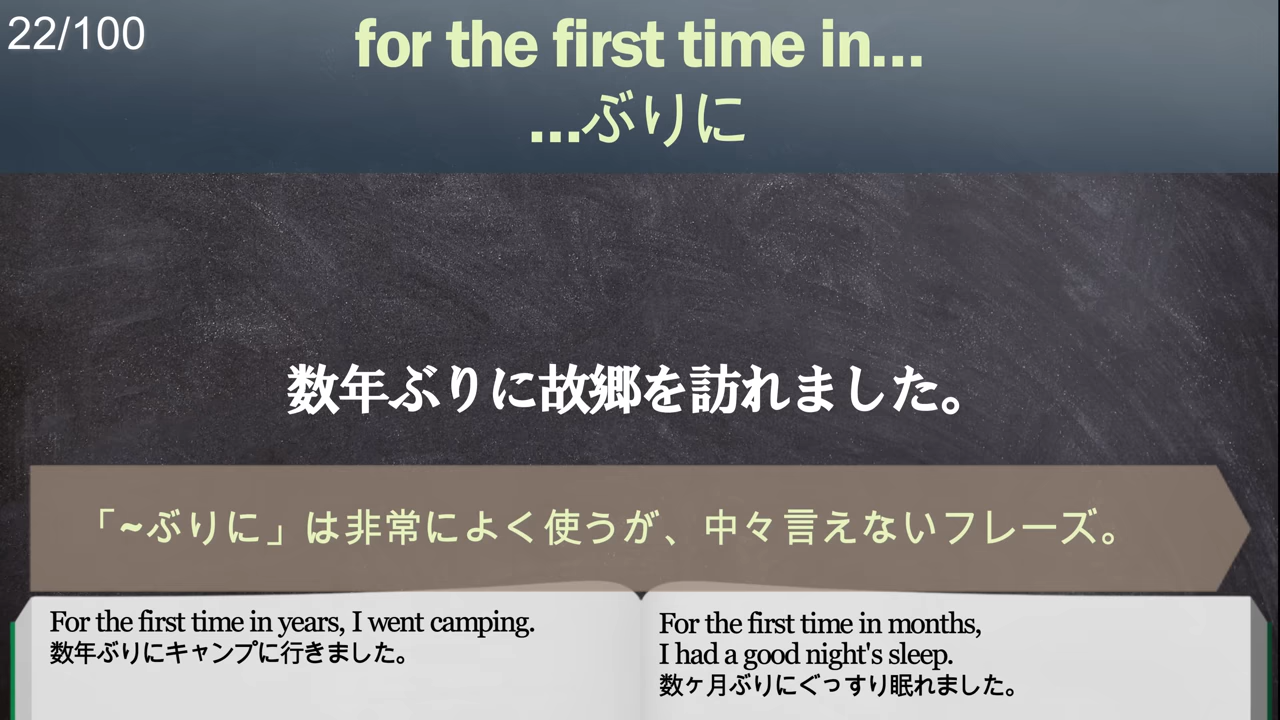 22/100
for the first time in...
...ぶりに
数年ぶりに故郷を訪れました。
「~ぶりに」は非常によく使うが、中々言えないフレーズ。
For the first time in years, I went camping.
数年ぶりにキャンプに行きました。
For the first time in months,
I had a good night's sleep.
数ヶ月ぶりにぐっすり眠れました。